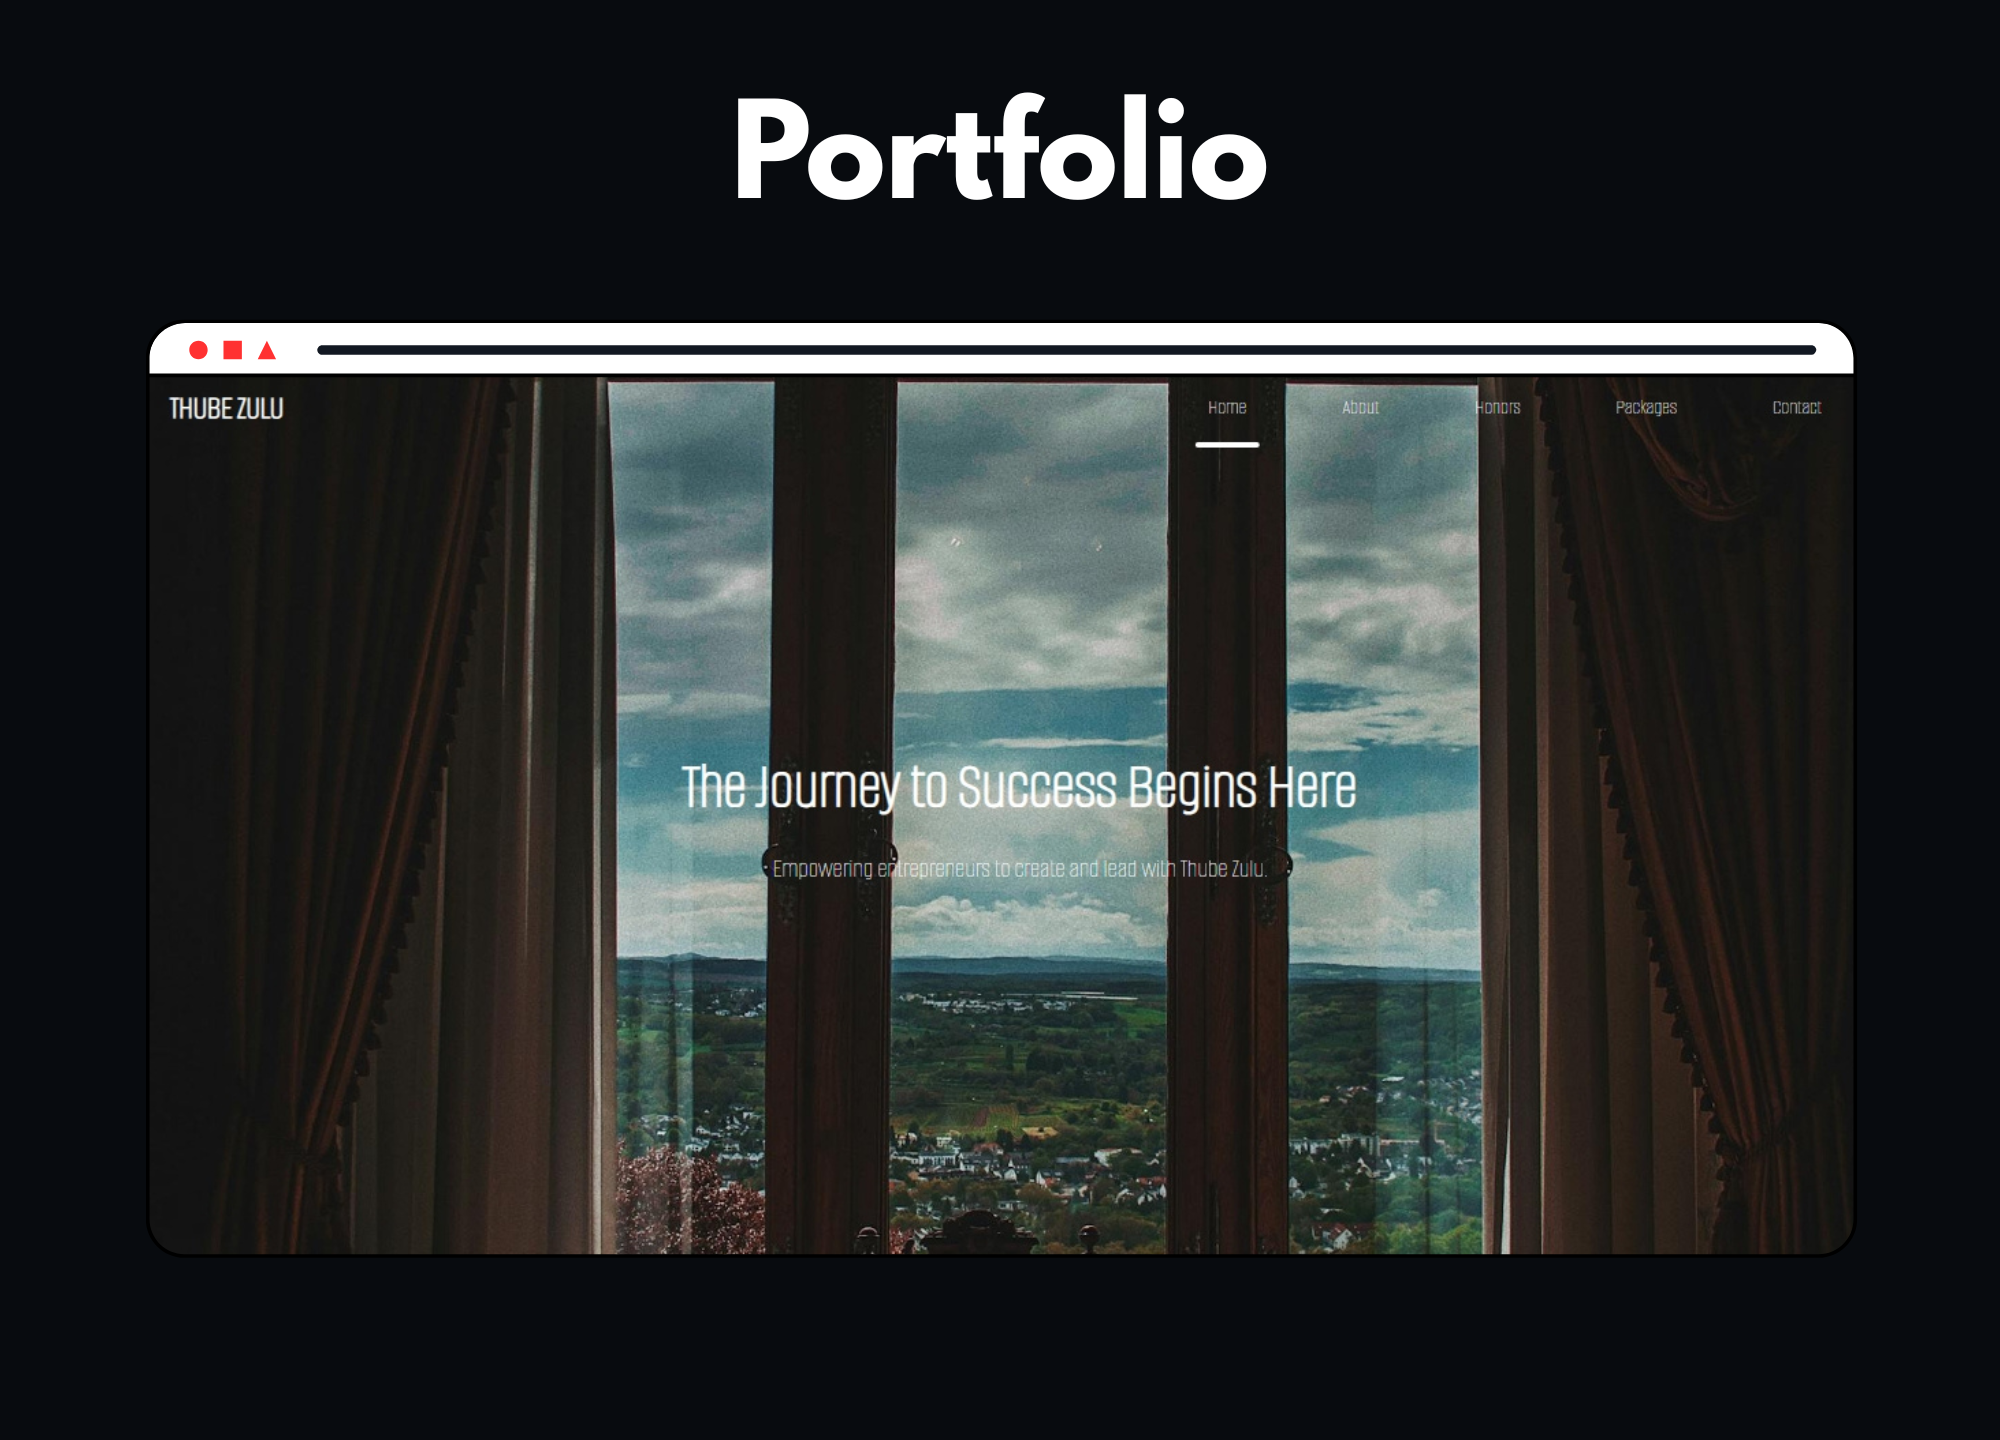 Portfolio
THUBE ZULU
Home About Honors Packages Contact
The Journey to Success Begins Here
Empowering entrepreneurs to create and lead with Thube Zulu.